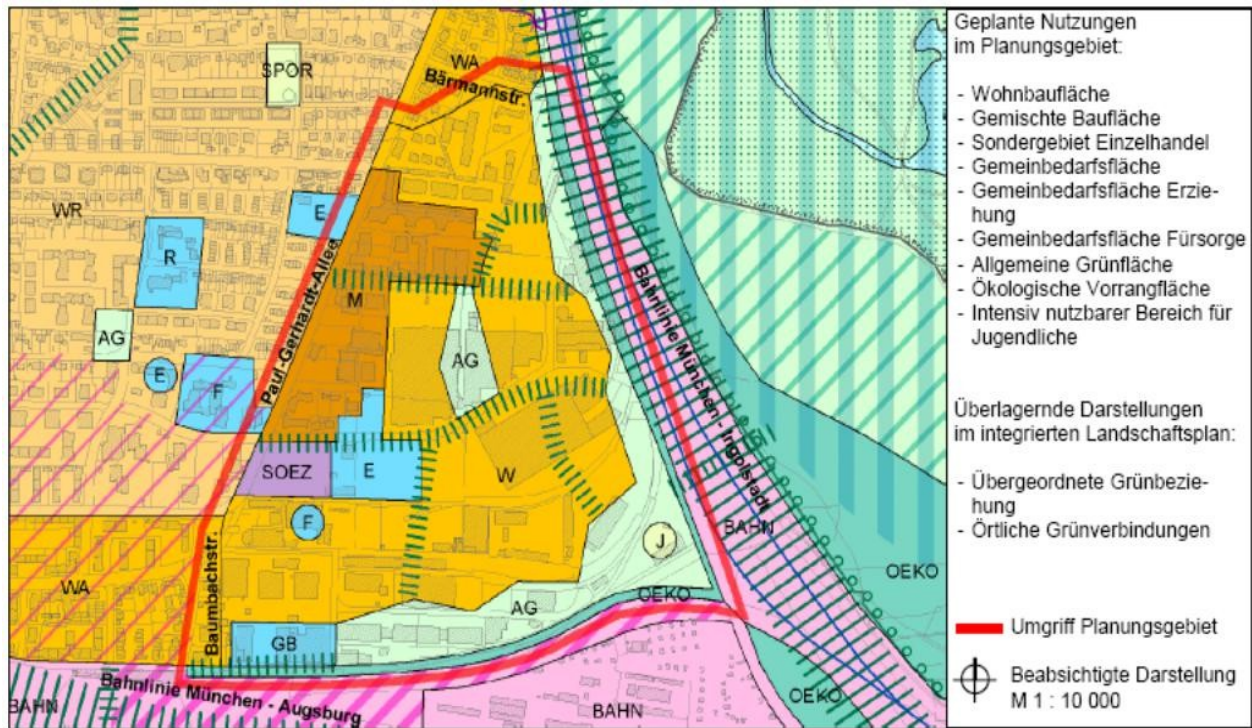 SPOR
WA
Bärmannstr.
WR
E
R
Paul-Gerhardt-Allee
M
AG
AG
E
F
Bahnlinie München - Ingolstadt
SOEZ
E
W
F
BAHN
J
WA
Baumbachstr.
OEKO
OEKO
AG
GB
Bahnlinie München - Augsburg
BAHN
BAHN
OEKO
Geplante Nutzungen
im Planungsgebiet:
- Wohnbaufläche
- Gemischte Baufläche
- Sondergebiet Einzelhandel
- Gemeinbedarfsfläche
- Gemeinbedarfsfläche Erzie-
hung
- Gemeinbedarfsfläche Fürsorge
- Allgemeine Grünfläche
- Ökologische Vorrangfläche
- Intensiv nutzbarer Bereich für
Jugendliche
Überlagernde Darstellungen
im integrierten Landschaftsplan:
- Übergeordnete Grünbezie-
hung
- Örtliche Grünverbindungen
Umgriff Planungsgebiet
Beabsichtigte Darstellung
M 1 : 10 000